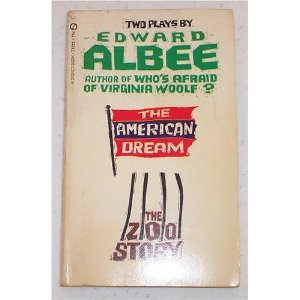 TWO PLAYS BY
EDWARD
ALBEE
AUTHOR OF WHO'S AFRAID
OF VIRGINIA WOOLF?
THE
AMERICAN
DREAM
THE
ZOO
STORY